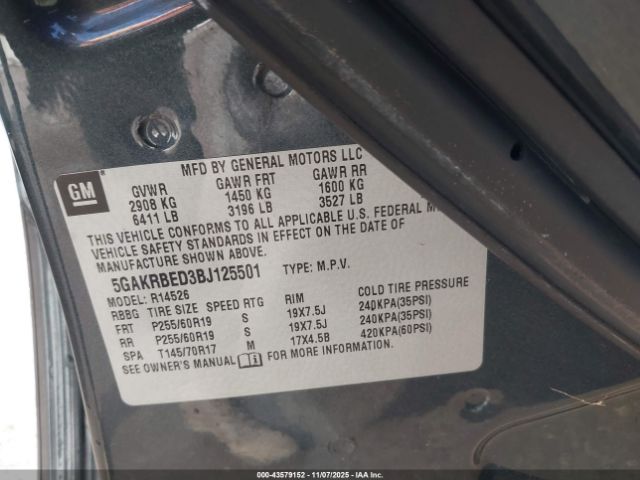 MFD BY GENERAL MOTORS LLC
GM
GVWR GAWR FRT GAWR RR
2908 KG 1450 KG 1600 KG
6411 LB 3196 LB 3527 LB
THIS VEHICLE CONFORMS TO ALL APPLICABLE U.S. FEDERAL M
VEHICLE SAFETY STANDARDS IN EFFECT ON THE DATE OF
MANUFACTURE SHOWN ABOVE.
5GAKRBED3BJ125501 TYPE: M.P.V.
MODEL: R14526
RBBG TIRE SIZE SPEED RTG RIM COLD TIRE PRESSURE
FRT P255/60R19 S 19X7.5J 240KPA(35PSI)
RR P255/60R19 S 19X7.5J 240KPA(35PSI)
SPA T145/70R17 M 17X4.5B 420KPA(60PSI)
SEE OWNER'S MANUAL FOR MORE INFORMATION.
000-43579152 - 11/07/2025 - IAAI.COM